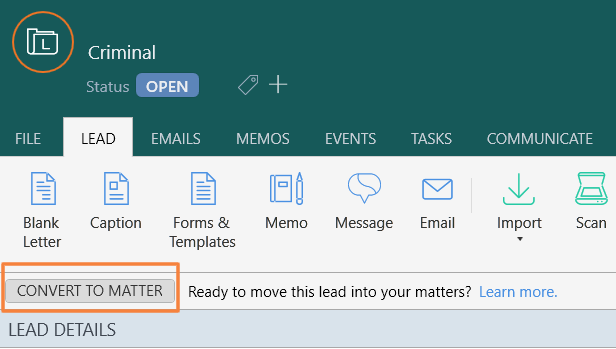 L
Criminal
Status OPEN
FILE LEAD EMAILS MEMOS EVENTS TASKS COMMUNICATE
Blank Letter
Caption
Forms & Templates
Memo
Message
Email
Import
Scan
CONVERT TO MATTER Ready to move this lead into your matters? Learn more.
LEAD DETAILS